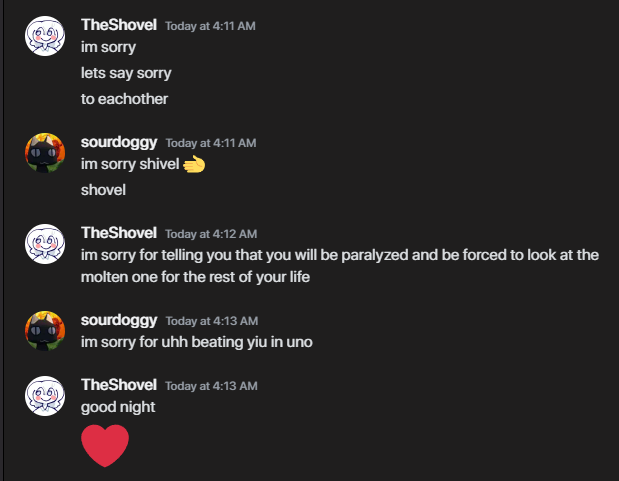 TheShovel Today at 4:11 AM
im sorry
lets say sorry
to eachother
sourdoggy Today at 4:11 AM
im sorry shivel 🫲
shovel
TheShovel Today at 4:12 AM
im sorry for telling you that you will be paralyzed and be forced to look at the
molten one for the rest of your life
sourdoggy Today at 4:13 AM
im sorry for uhh beating yiu in uno
TheShovel Today at 4:13 AM
good night
❤️